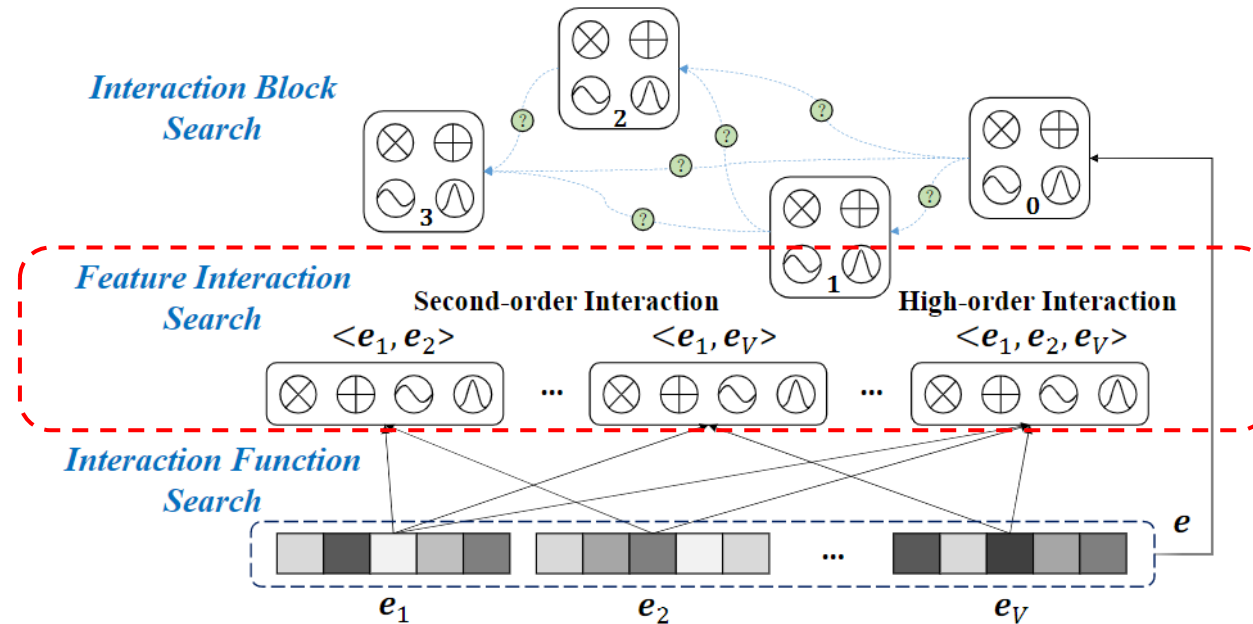 Interaction Block
Search
2
?
?
?
?
?
?
3
0
1
Feature Interaction
Search
Second-order Interaction
High-order Interaction
<e1, e2>
<e1, eV>
<e1, e2, eV>
...
...
Interaction Function
Search
e
...
e1
e2
eV